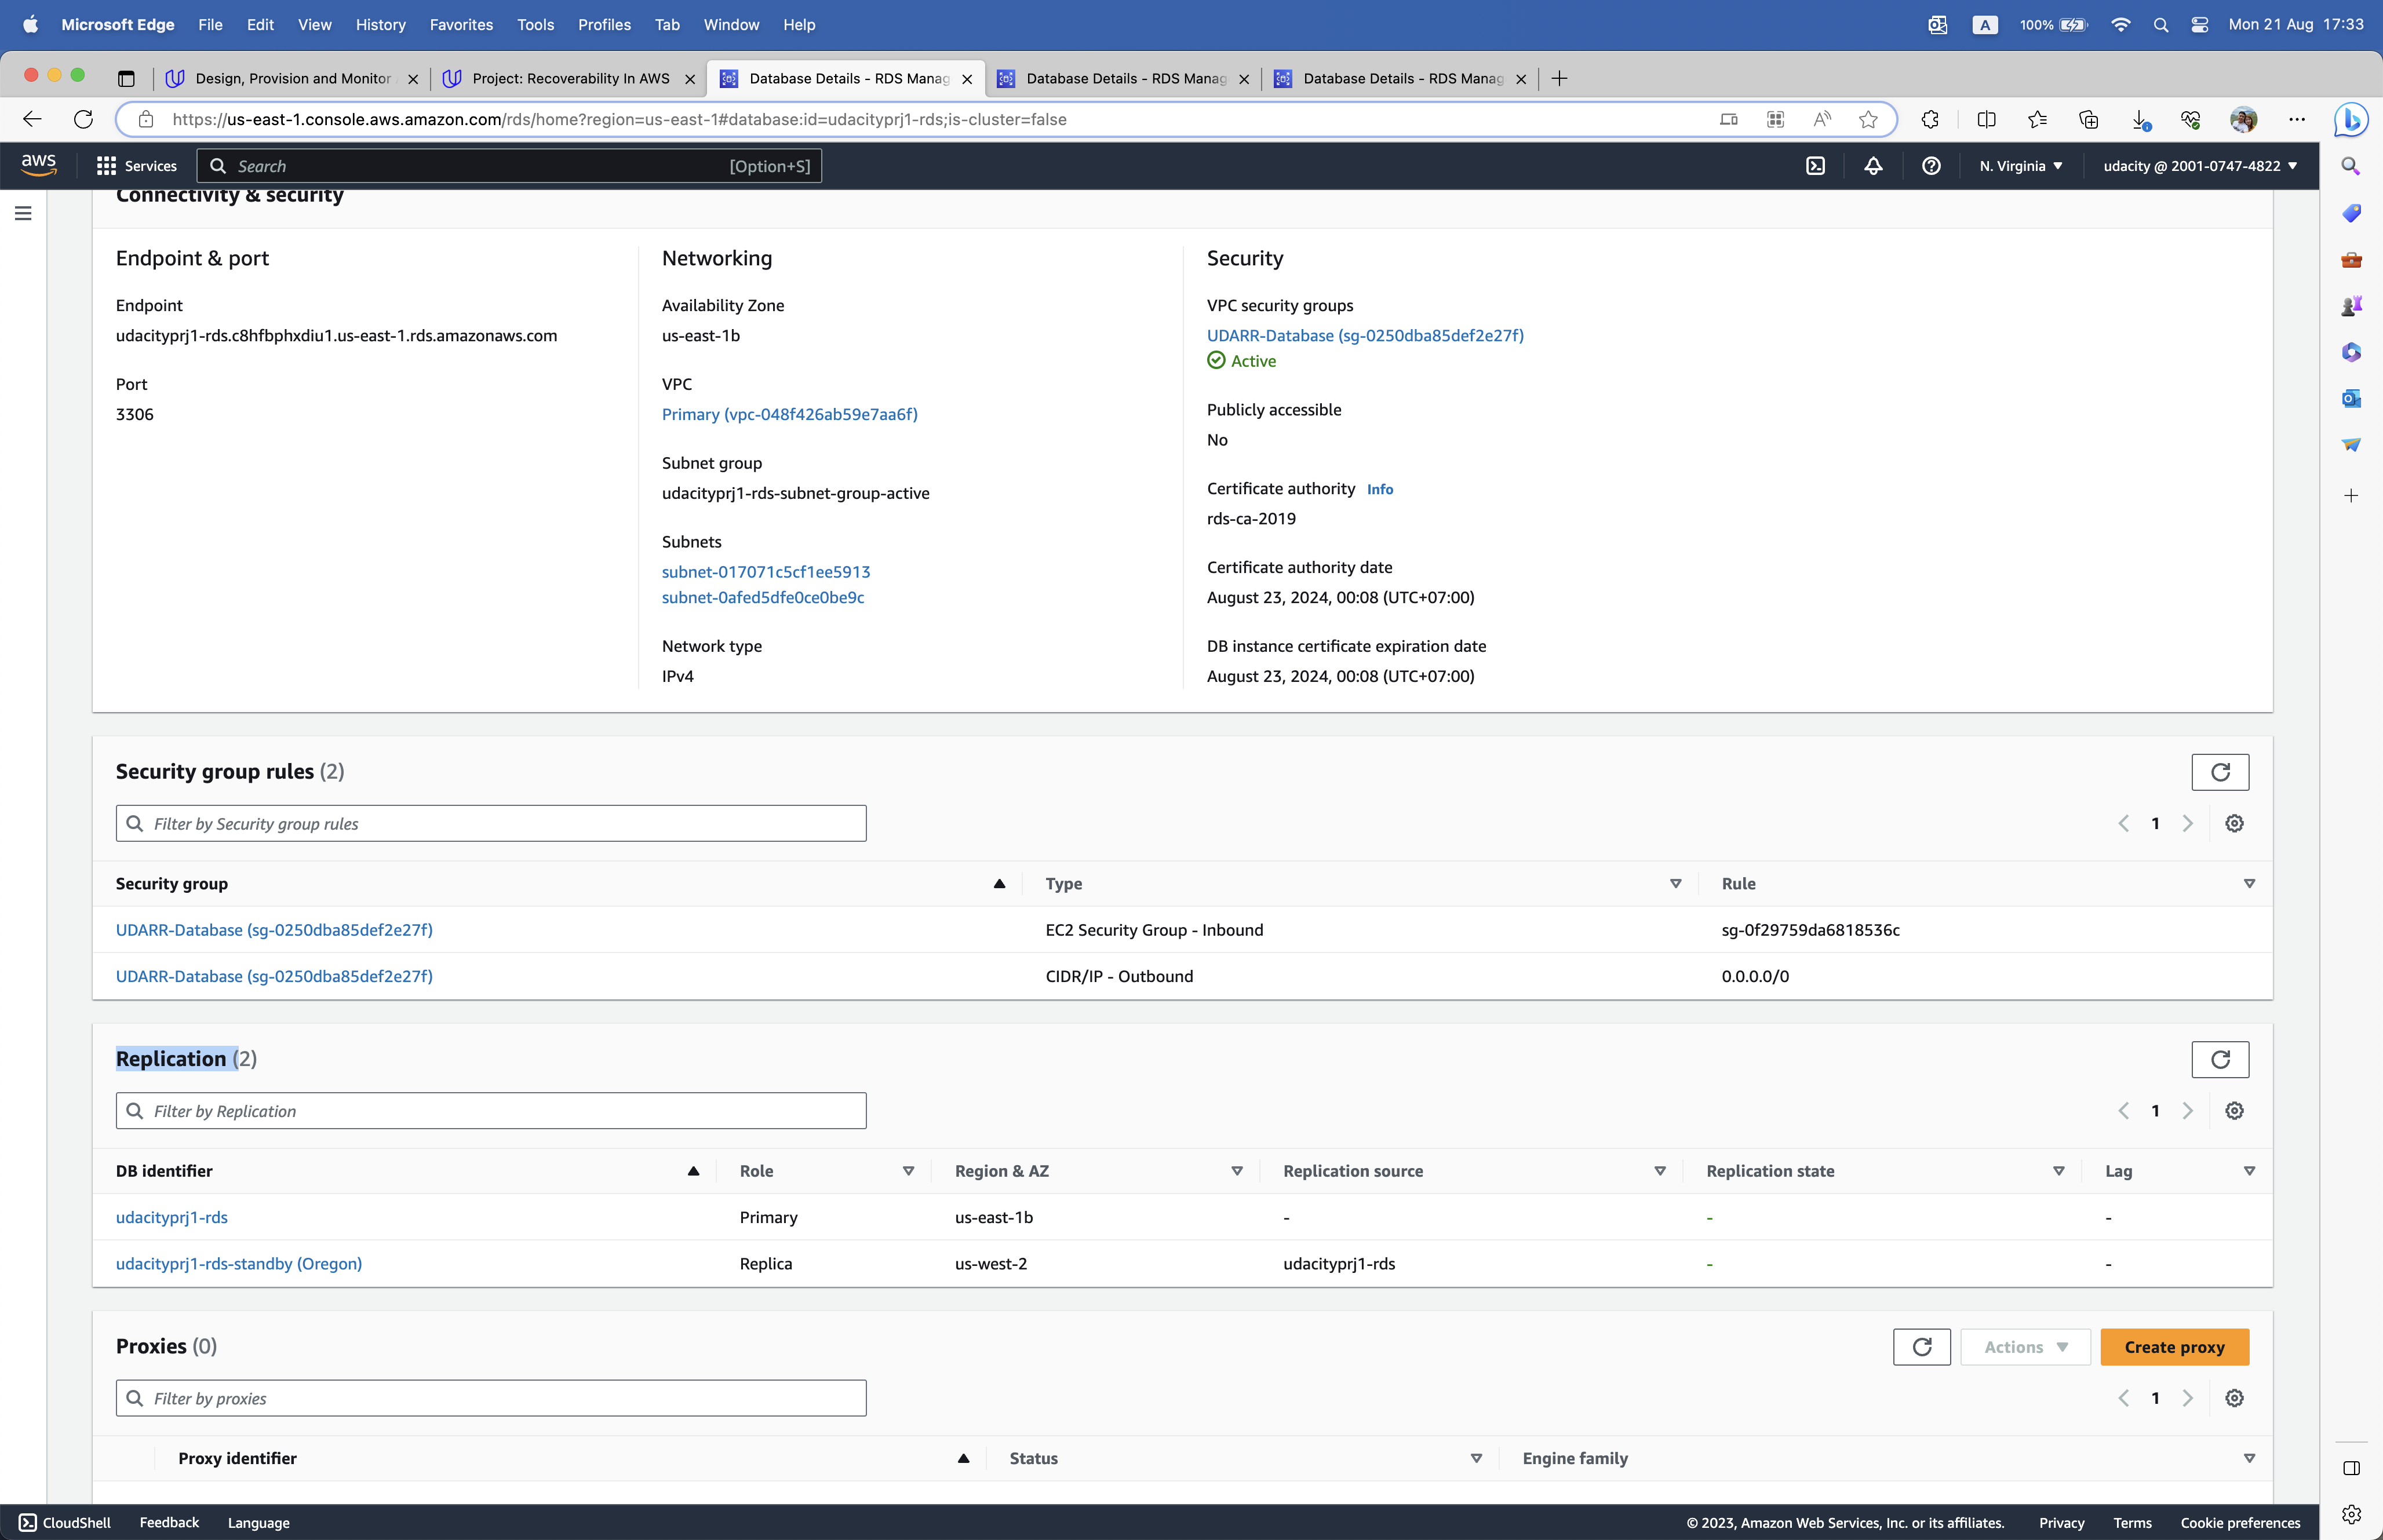 Microsoft Edge File Edit View History Favorites Tools Profiles Tab Window Help A 100% Mon 21 Aug 17:33
Design, Provision and Monitor Project: Recoverability In AWS Database Details - RDS Manag Database Details - RDS Manag Database Details - RDS Manag
https://us-east-1.console.aws.amazon.com/rds/home?region=us-east-1#database:id=udacityprj1-rds;is-cluster=false
aws Services Search [Option+S] N. Virginia udacity @ 2001-0747-4822
Connectivity & security
Endpoint & port
Endpoint
udacityprj1-rds.c8hfbphxdiu1.us-east-1.rds.amazonaws.com
Port
3306
Networking
Availability Zone
us-east-1b
VPC
Primary (vpc-048f426ab59e7aa6f)
Subnet group
udacityprj1-rds-subnet-group-active
Subnets
subnet-017071c5cf1ee5913
subnet-0afed5dfe0ce0be9c
Network type
IPv4
Security
VPC security groups
UDARR-Database (sg-0250dba85def2e27f)
Active
Publicly accessible
No
Certificate authority Info
rds-ca-2019
Certificate authority date
August 23, 2024, 00:08 (UTC+07:00)
DB instance certificate expiration date
August 23, 2024, 00:08 (UTC+07:00)
Security group rules (2)
Filter by Security group rules
1
Security group Type Rule
UDARR-Database (sg-0250dba85def2e27f) EC2 Security Group - Inbound sg-0f29759da6818536c
UDARR-Database (sg-0250dba85def2e27f) CIDR/IP - Outbound 0.0.0.0/0
Replication (2)
Filter by Replication
1
DB identifier Role Region & AZ Replication source Replication state Lag
udacityprj1-rds Primary us-east-1b - - -
udacityprj1-rds-standby (Oregon) Replica us-west-2 udacityprj1-rds - -
Proxies (0)
Actions Create proxy
Filter by proxies
1
Proxy identifier Status Engine family
CloudShell Feedback Language © 2023, Amazon Web Services, Inc. or its affiliates. Privacy Terms Cookie preferences